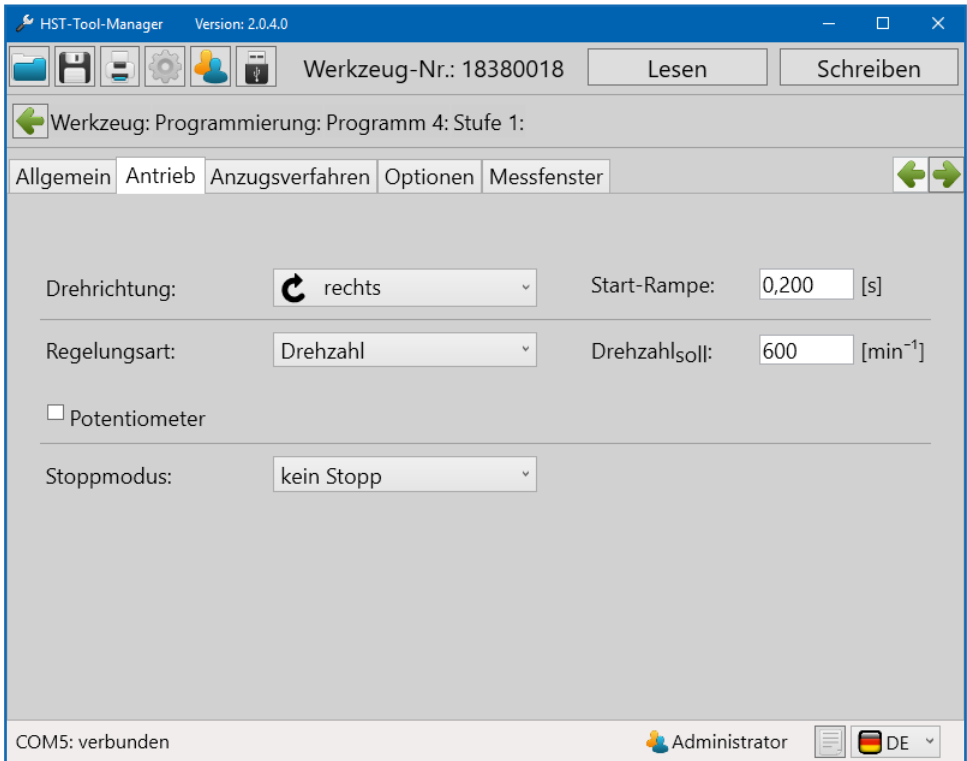 HST-Tool-Manager Version: 2.0.4.0
Werkzeug-Nr.: 18380018 Lesen Schreiben
Werkzeug: Programmierung: Programm 4: Stufe 1:
Allgemein Antrieb Anzugsverfahren Optionen Messfenster
Drehrichtung: rechts Start-Rampe: 0,200 [s]
Regelungsart: Drehzahl Drehzahlsoll: 600 [min⁻¹]
Potentiometer
Stoppmodus: kein Stopp
COM5: verbunden Administrator DE